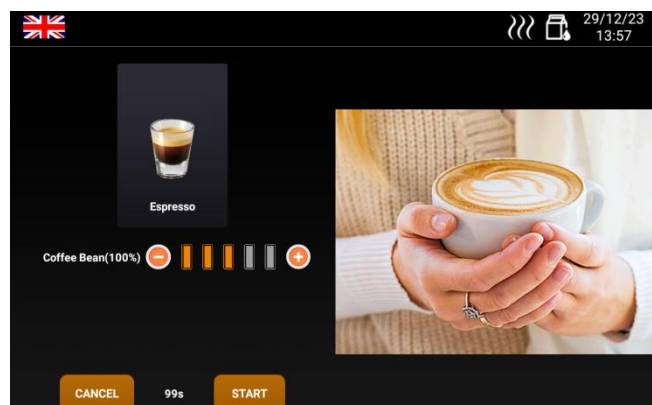 29/12/23
13:57
Espresso
Coffee Bean(100%)
CANCEL 99s START